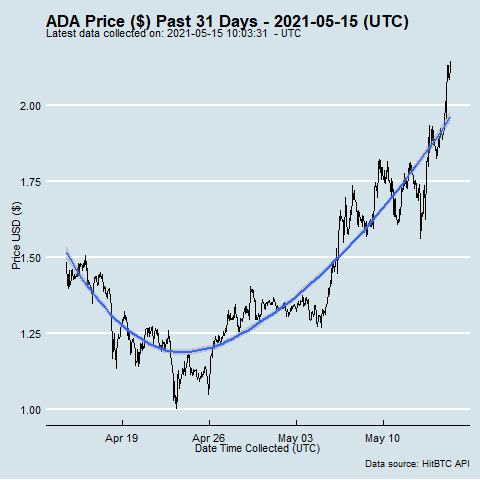 ADA Price ($) Past 31 Days - 2021-05-15 (UTC)
Latest data collected on: 2021-05-15 10:03:31  - UTC
Price USD ($)
2.00
1.75
1.50
1.25
1.00
Apr 19
Apr 26
May 03
May 10
Date Time Collected (UTC)
Data source: HitBTC API